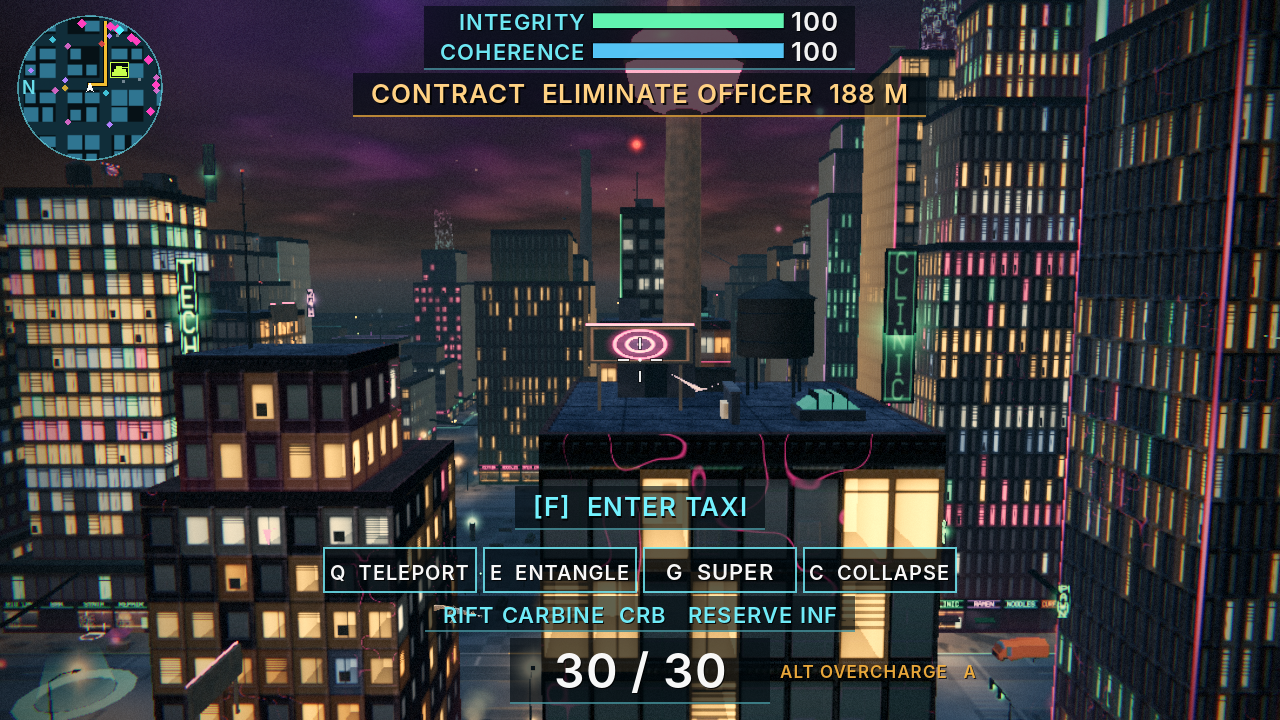 INTEGRITY 100
COHERENCE 100
CONTRACT ELIMINATE OFFICER 188 M
N
TECH
CLINIC
[F] ENTER TAXI
Q TELEPORT
E ENTANGLE
G SUPER
C COLLAPSE
RIFT CARBINE CRB RESERVE INF
RAMEN NOODLES
30 / 30
ALT OVERCHARGE A